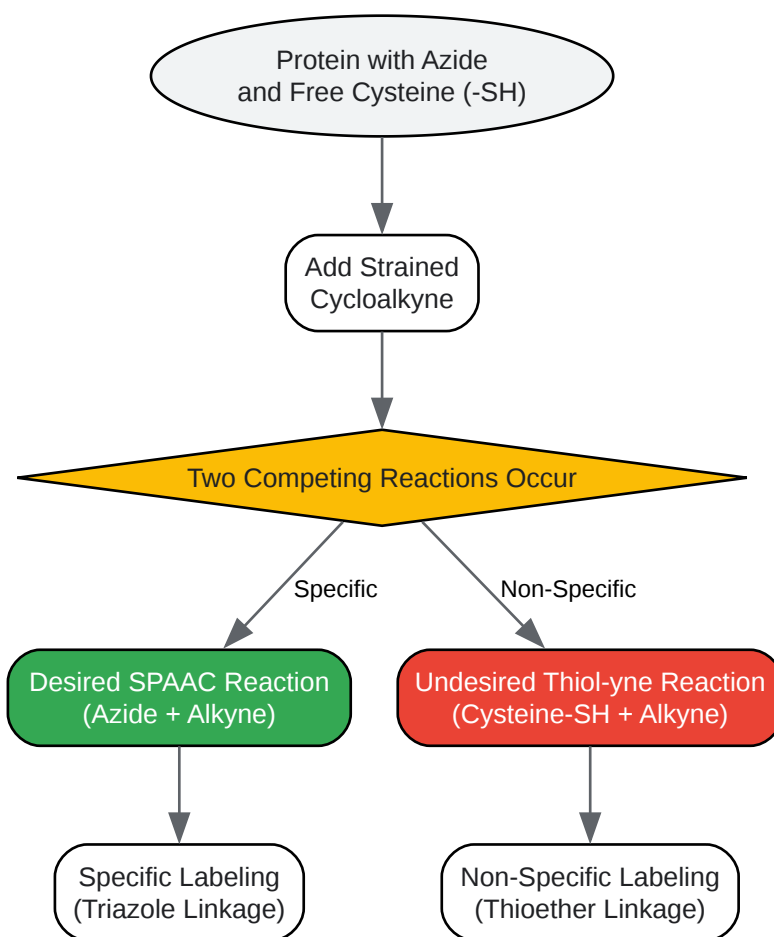 Protein with Azide
and Free Cysteine (-SH)
Add Strained
Cycloalkyne
Two Competing Reactions Occur
Specific
Non-Specific
Desired SPAAC Reaction
(Azide + Alkyne)
Undesired Thiol-yne Reaction
(Cysteine-SH + Alkyne)
Specific Labeling
(Triazole Linkage)
Non-Specific Labeling
(Thioether Linkage)